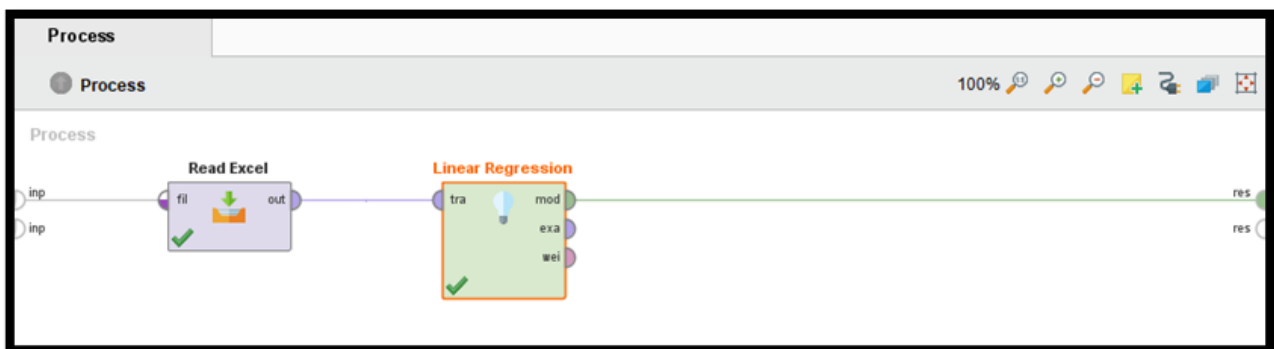 Process
Process
100%
Process
Read Excel
Linear Regression
inp
fil
out
tra
mod
res
inp
exa
res
wei